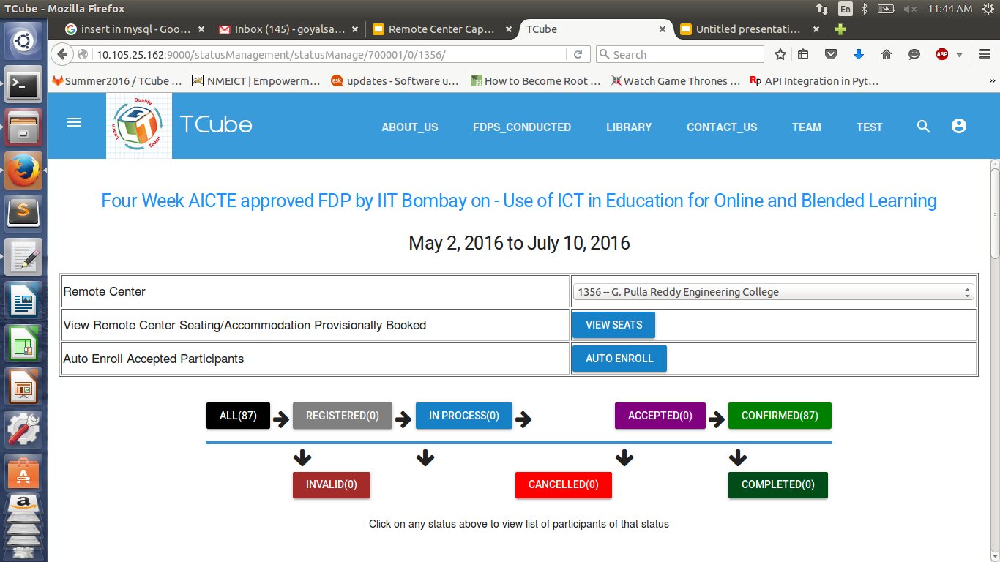 TCube - Mozilla Firefox
En
11:44 AM
insert in mysql - Goo...
Inbox (145) - goyalsa...
Remote Center Cap...
TCube
Untitled presentati...
10.105.25.162:9000/statusManagement/statusManage/700001/0/1356/
Search
ABP
Summer2016 / TCube ...
NMEICT | Empowerm...
ask
updates - Software u...
How to Become Root ...
Watch Game Thrones ...
Rp
API Integration in Pyt...
»
Qualify
Learn
Teach
TCube
ABOUT_US
FDPS_CONDUCTED
LIBRARY
CONTACT_US
TEAM
TEST
Four Week AICTE approved FDP by IIT Bombay on - Use of ICT in Education for Online and Blended Learning
May 2, 2016 to July 10, 2016
Remote Center
1356 -- G. Pulla Reddy Engineering College
View Remote Center Seating/Accommodation Provisionally Booked
VIEW SEATS
Auto Enroll Accepted Participants
AUTO ENROLL
ALL(87)
REGISTERED(0)
IN PROCESS(0)
ACCEPTED(0)
CONFIRMED(87)
INVALID(0)
CANCELLED(0)
COMPLETED(0)
Click on any status above to view list of participants of that status